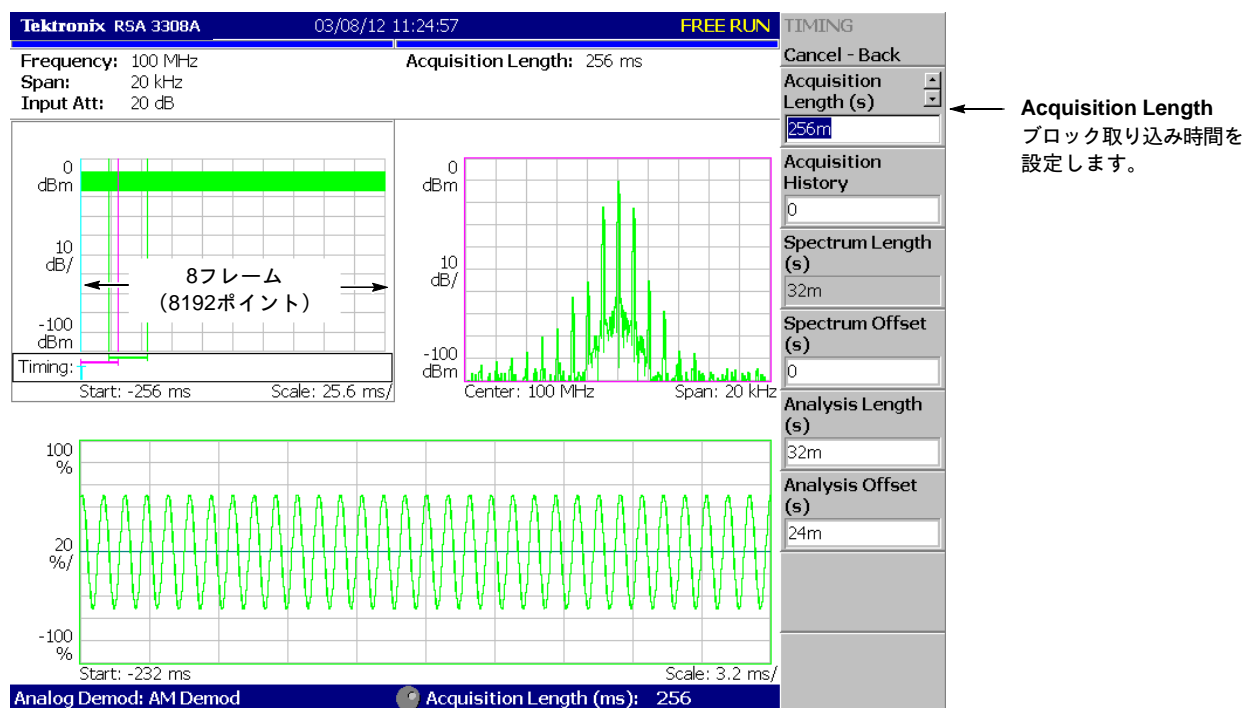 Tektronix RSA 3308A 03/08/12 11:24:57 FREE RUN
Frequency: 100 MHz
Span: 20 kHz
Input Att: 20 dB
Acquisition Length: 256 ms
0
dBm
10
dB/
-100
dBm
8フレーム
(8192ポイント)
Timing:
Start: -256 ms Scale: 25.6 ms/
0
dBm
10
dB/
-100
dBm
Center: 100 MHz Span: 20 kHz
100
%
20
%/
-100
%
Start: -232 ms Scale: 3.2 ms/
Analog Demod: AM Demod Acquisition Length (ms): 256
TIMING
Cancel - Back
Acquisition
Length (s)
256m
Acquisition
History
0
Spectrum Length
(s)
32m
Spectrum Offset
(s)
0
Analysis Length
(s)
32m
Analysis Offset
(s)
24m
Acquisition Length
ブロック取り込み時間を
設定します。